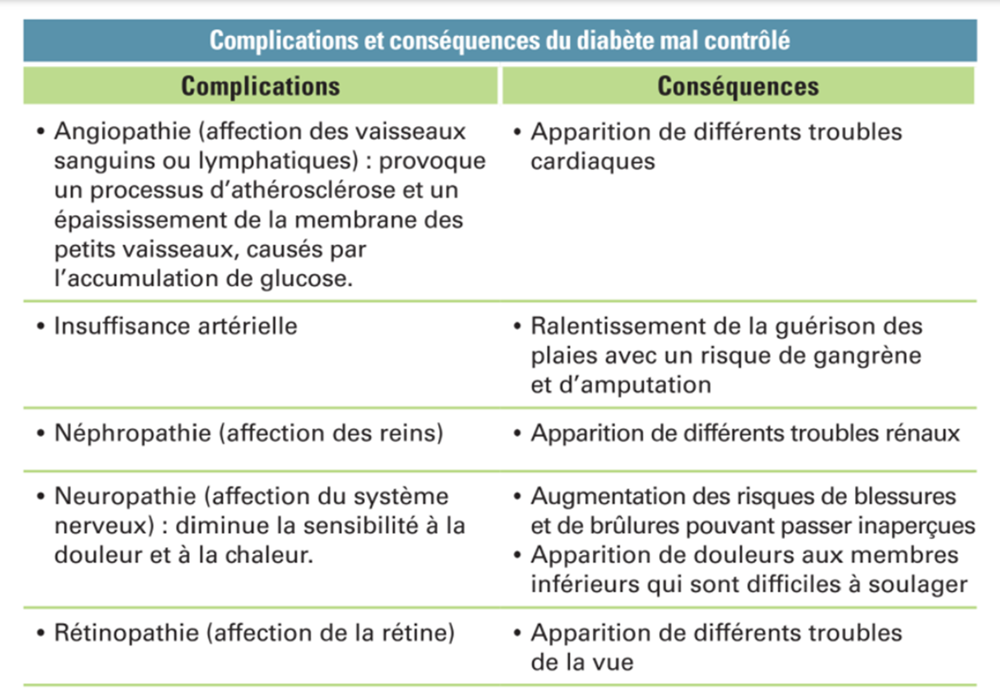 Complications et conséquences du diabète mal contrôlé
Complications
Conséquences
• Angiopathie (affection des vaisseaux
sanguins ou lymphatiques) : provoque
un processus d’athérosclérose et un
épaississement de la membrane des
petits vaisseaux, causés par
l’accumulation de glucose.
• Apparition de différents troubles
cardiaques
• Insuffisance artérielle
• Ralentissement de la guérison des
plaies avec un risque de gangrène
et d’amputation
• Néphropathie (affection des reins)
• Apparition de différents troubles rénaux
• Neuropathie (affection du système
nerveux) : diminue la sensibilité à la
douleur et à la chaleur.
• Augmentation des risques de blessures
et de brûlures pouvant passer inaperçues
• Apparition de douleurs aux membres
inférieurs qui sont difficiles à soulager
• Rétinopathie (affection de la rétine)
• Apparition de différents troubles
de la vue